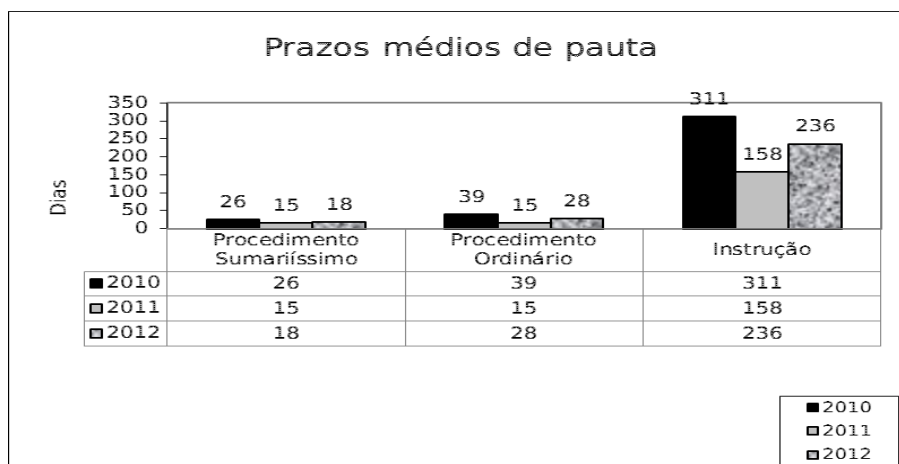 Prazos médios de pauta
Dias
350
300
250
200
150
100
50
0
26 15 18
39 15 28
311 158 236
Procedimento Sumariíssimo
Procedimento Ordinário
Instrução
2010 26 39 311
2011 15 15 158
2012 18 28 236
2010
2011
2012